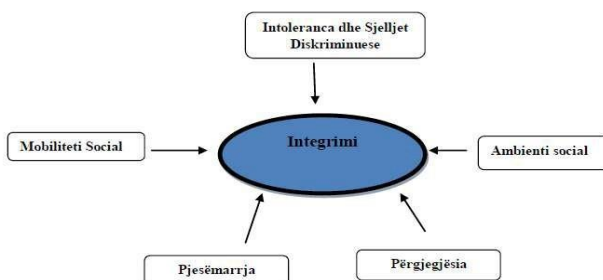 Intoleranca dhe Sjelljet
Diskriminuese
Integrimi
Mobiliteti Social
Ambienti social
Pjesëmarrja
Përgjegjësia